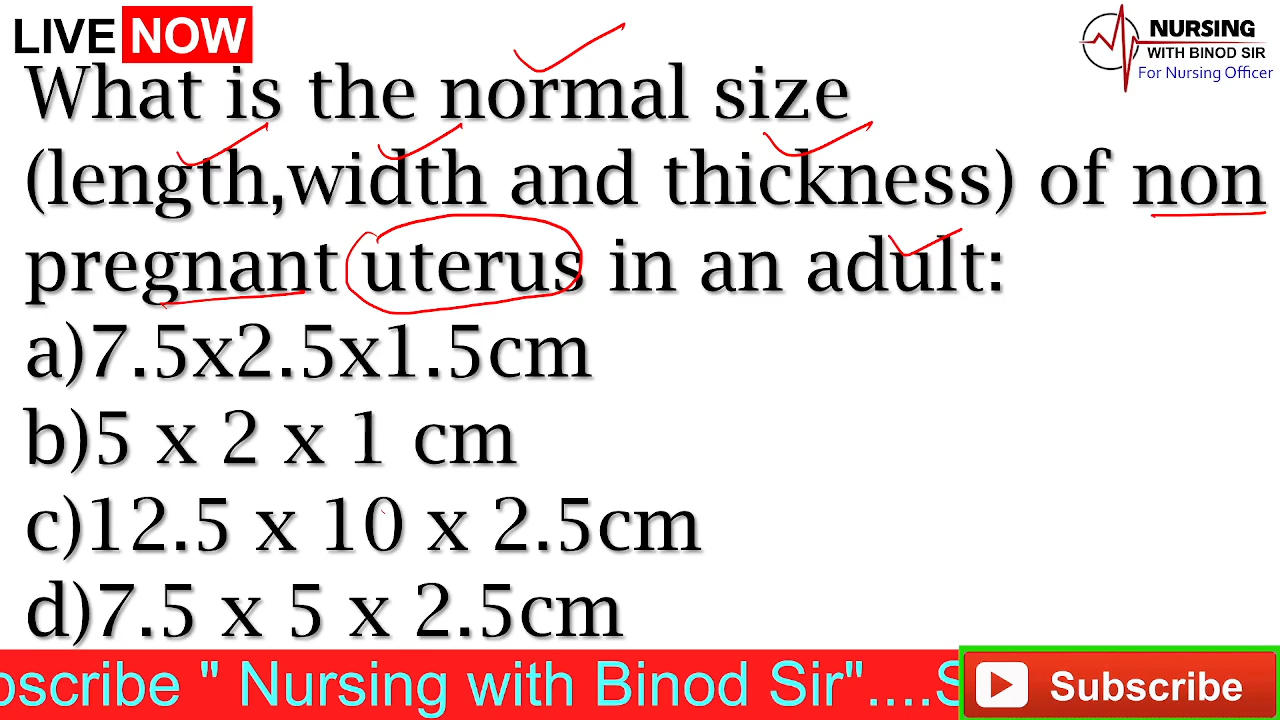 LIVE NOW
NURSING
WITH BINOD SIR
For Nursing Officer
What is the normal size
(length,width and thickness) of non
pregnant uterus in an adult:
a)7.5x2.5x1.5cm
b)5 x 2 x 1 cm
c)12.5 x 10 x 2.5cm
d)7.5 x 5 x 2.5cm
bscribe " Nursing with Binod Sir"....S
Subscribe